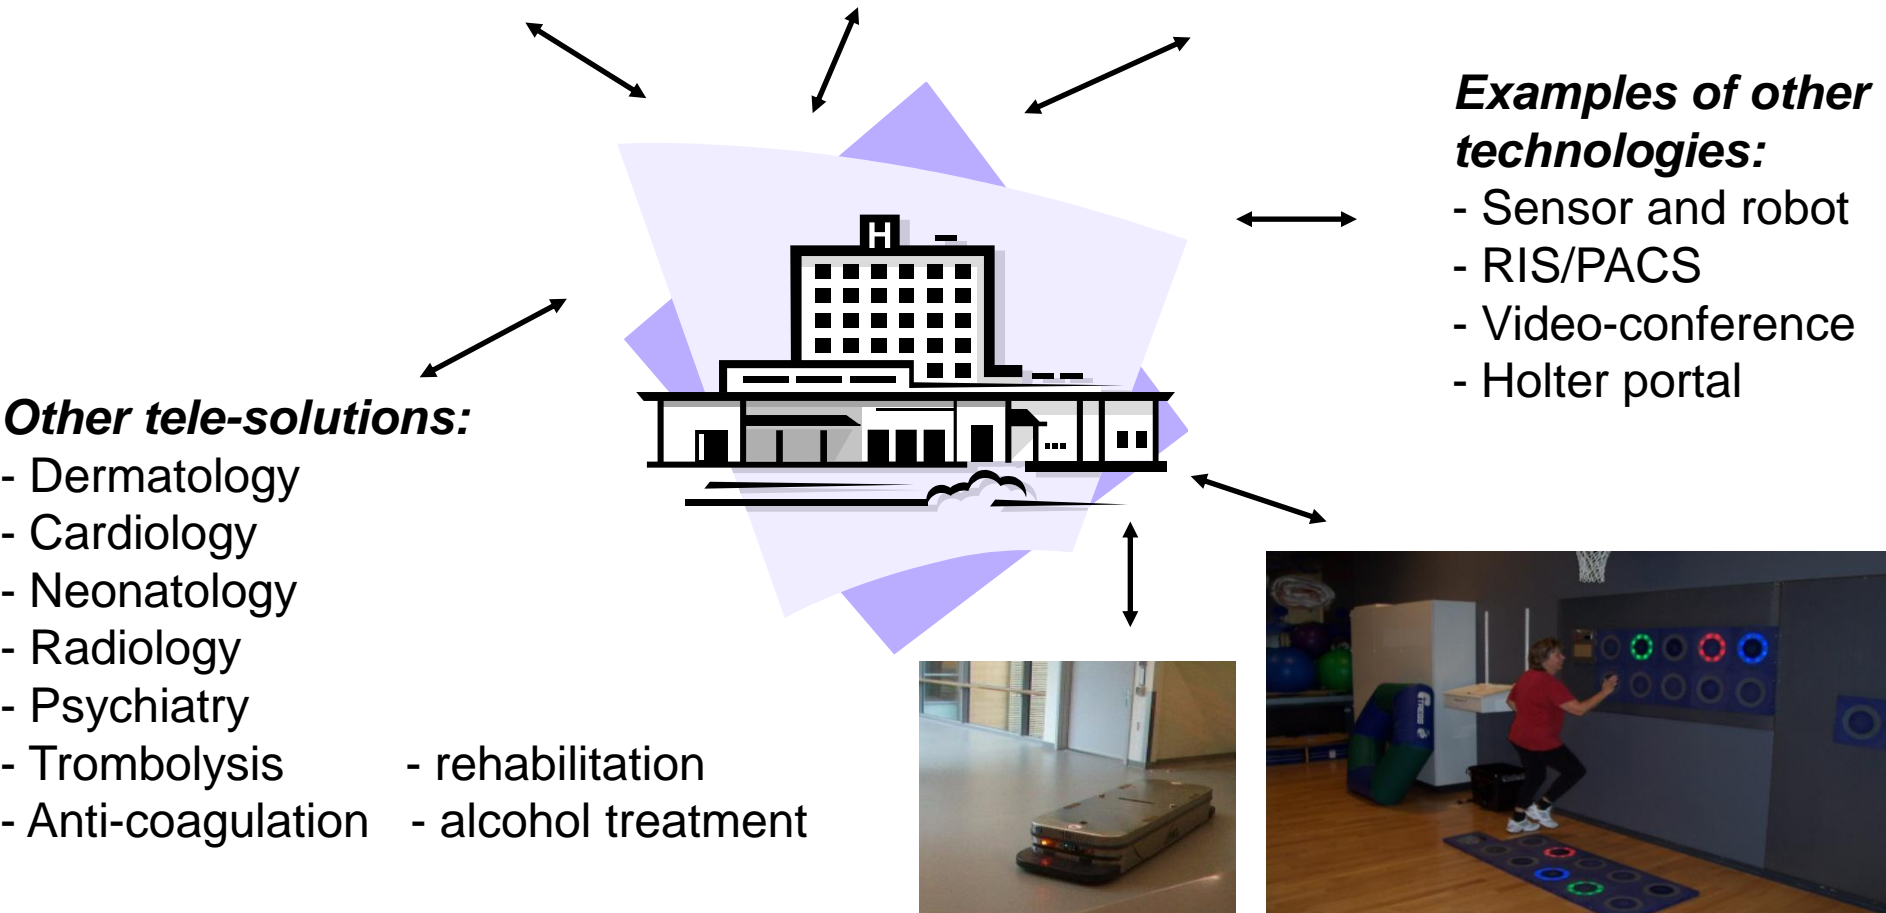 Examples of other
technologies:
- Sensor and robot
- RIS/PACS
- Video-conference
- Holter portal
H
Other tele-solutions:
- Dermatology
- Cardiology
- Neonatology
- Radiology
- Psychiatry
- Trombolysis - rehabilitation
- Anti-coagulation - alcohol treatment